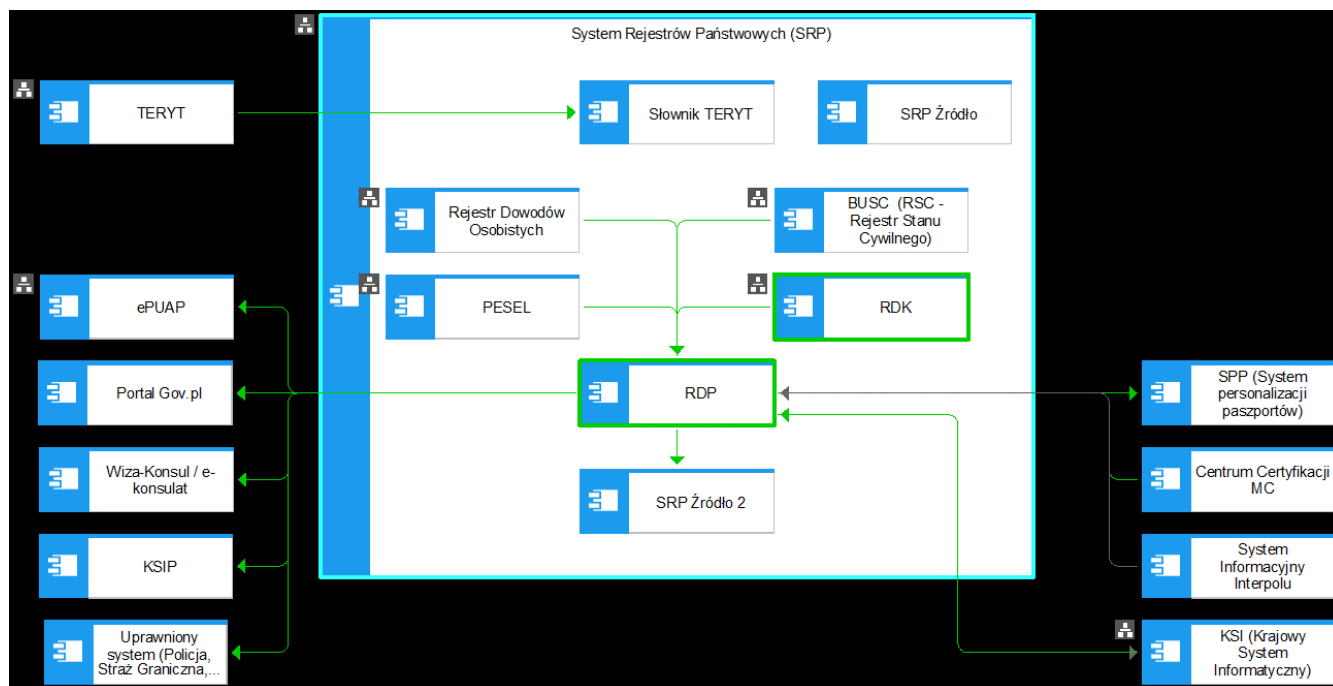 System Rejestrów Państwowych (SRP)
TERYT
Słownik TERYT
SRP Źródło
Rejestr Dowodów
Osobistych
BUSC (RSC -
Rejestr Stanu
Cywilnego)
ePUAP
PESEL
RDK
Portal Gov.pl
RDP
SPP (System
personalizacji
paszportów)
Wiza-Konsul / e-
konsulat
SRP Źródło 2
Centrum Certyfikacji
MC
KSIP
System
Informacyjny
Interpolu
Uprawniony
system (Policja,
Straż Graniczna,...
KSI (Krajowy
System
Informatyczny)